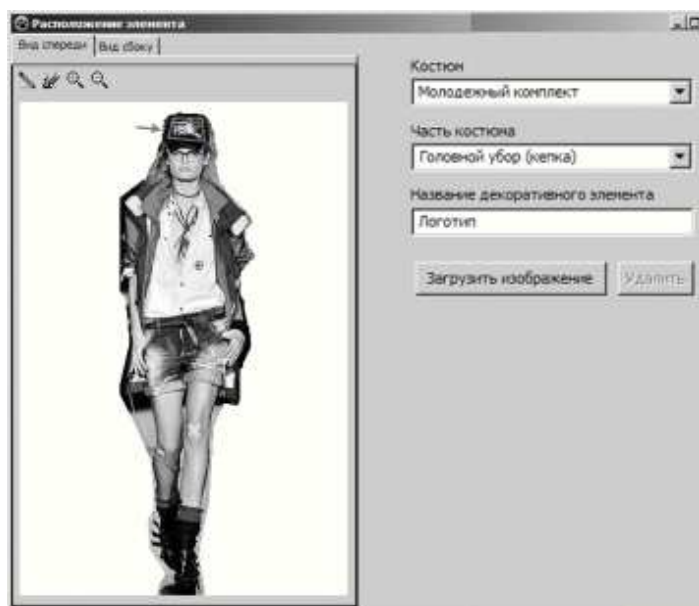 Расположение элемента
Вид спереди
Вид сбоку
Костюм
Молодежный комплект
Часть костюма
Головной убор (кепка)
Название декоративного элемента
Логотип
Загрузить изображение
Удалить